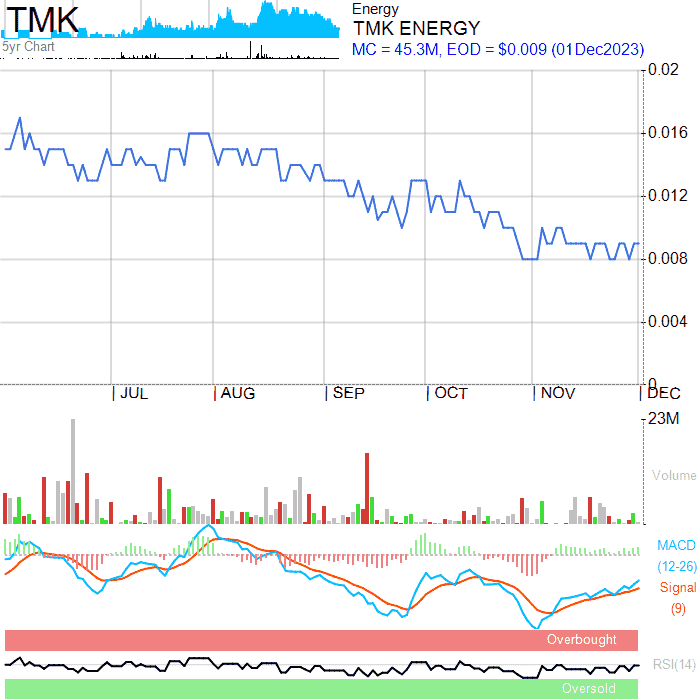 TMK
5yr Chart
Energy
TMK ENERGY
MC = 45.3M, EOD = $0.009 (01Dec2023)
0.02
0.016
0.012
0.008
0.004
0
JUL AUG SEP OCT NOV DEC
23M
Volume
MACD
(12-26)
Signal
(9)
Overbought
RSI(14)
Oversold